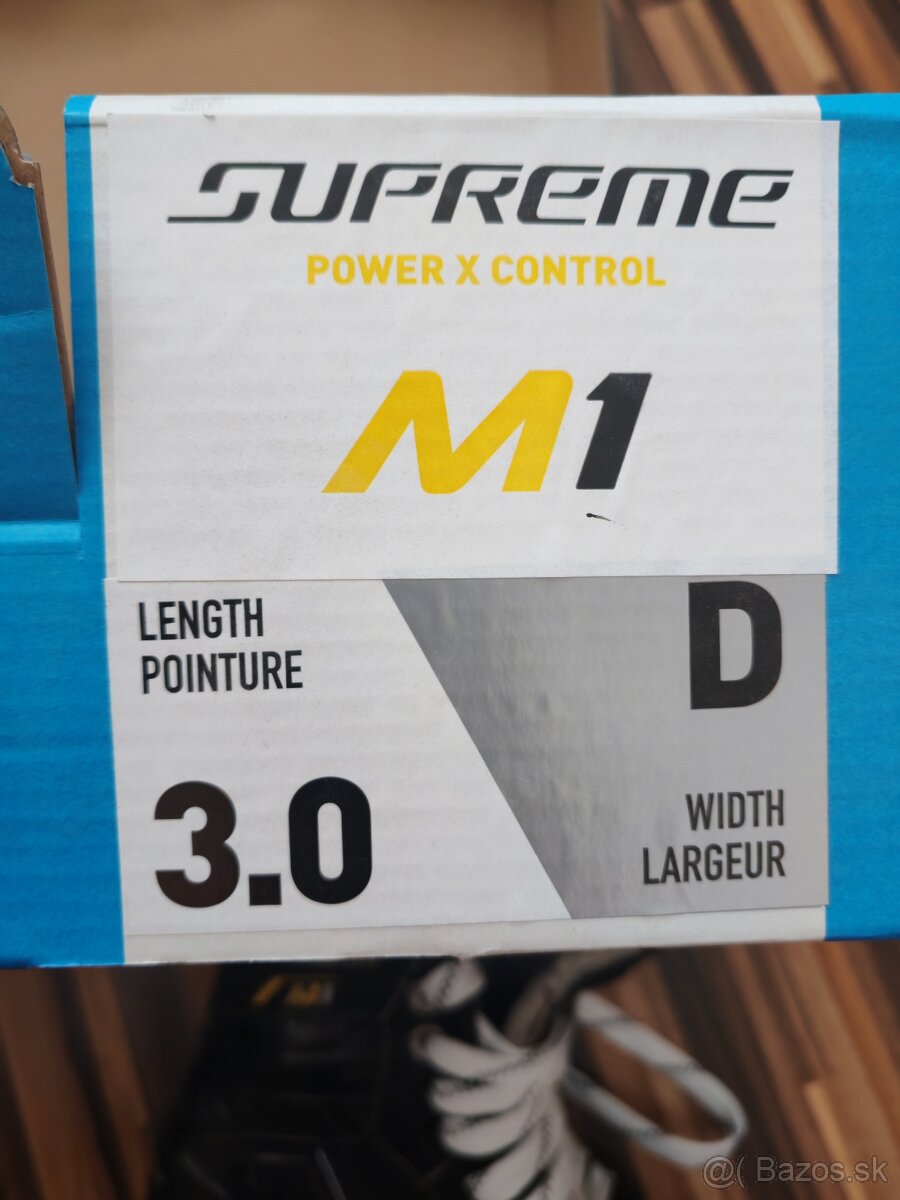 SUPREME
POWER X CONTROL
M1
LENGTH
POINTURE
3.0
D
WIDTH
LARGEUR
@( Bazos.sk